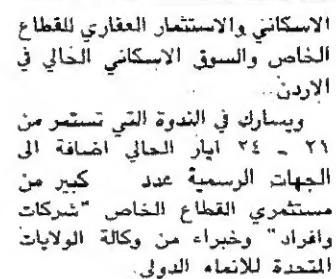 الاسكاني والاستثمار العقاري للقطاع
الخاص والسوق الاسكاني الحالي في
الاردن..
ويسارك في الندوة التي تستمر من
٢١ - ٢٤ ايار الحالي اضافة الى
الجهات الرسمية عدد كبير من
مستثمري القطاع الخاص "شركات
وافراد" وخبراء من وكالة الولايات
المتحدة للانماء الدولي.